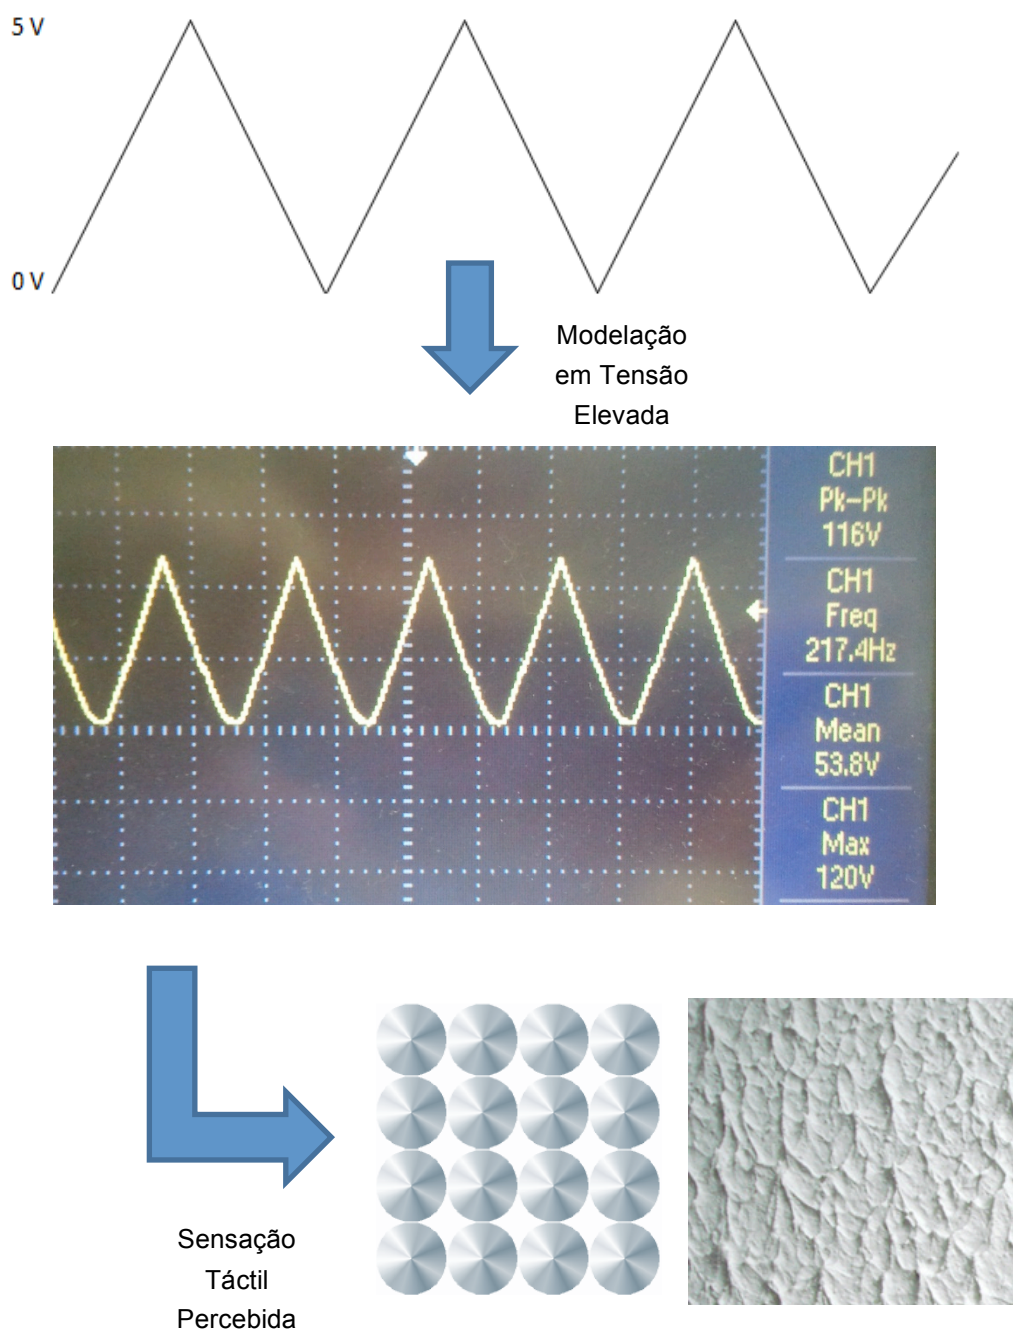 5 V
0 V
Modelação
em Tensão
Elevada
CH1
Pk-Pk
116V
CH1
Freq
217.4Hz
CH1
Mean
53.8V
CH1
Max
120V
Sensação
Táctil
Percebida